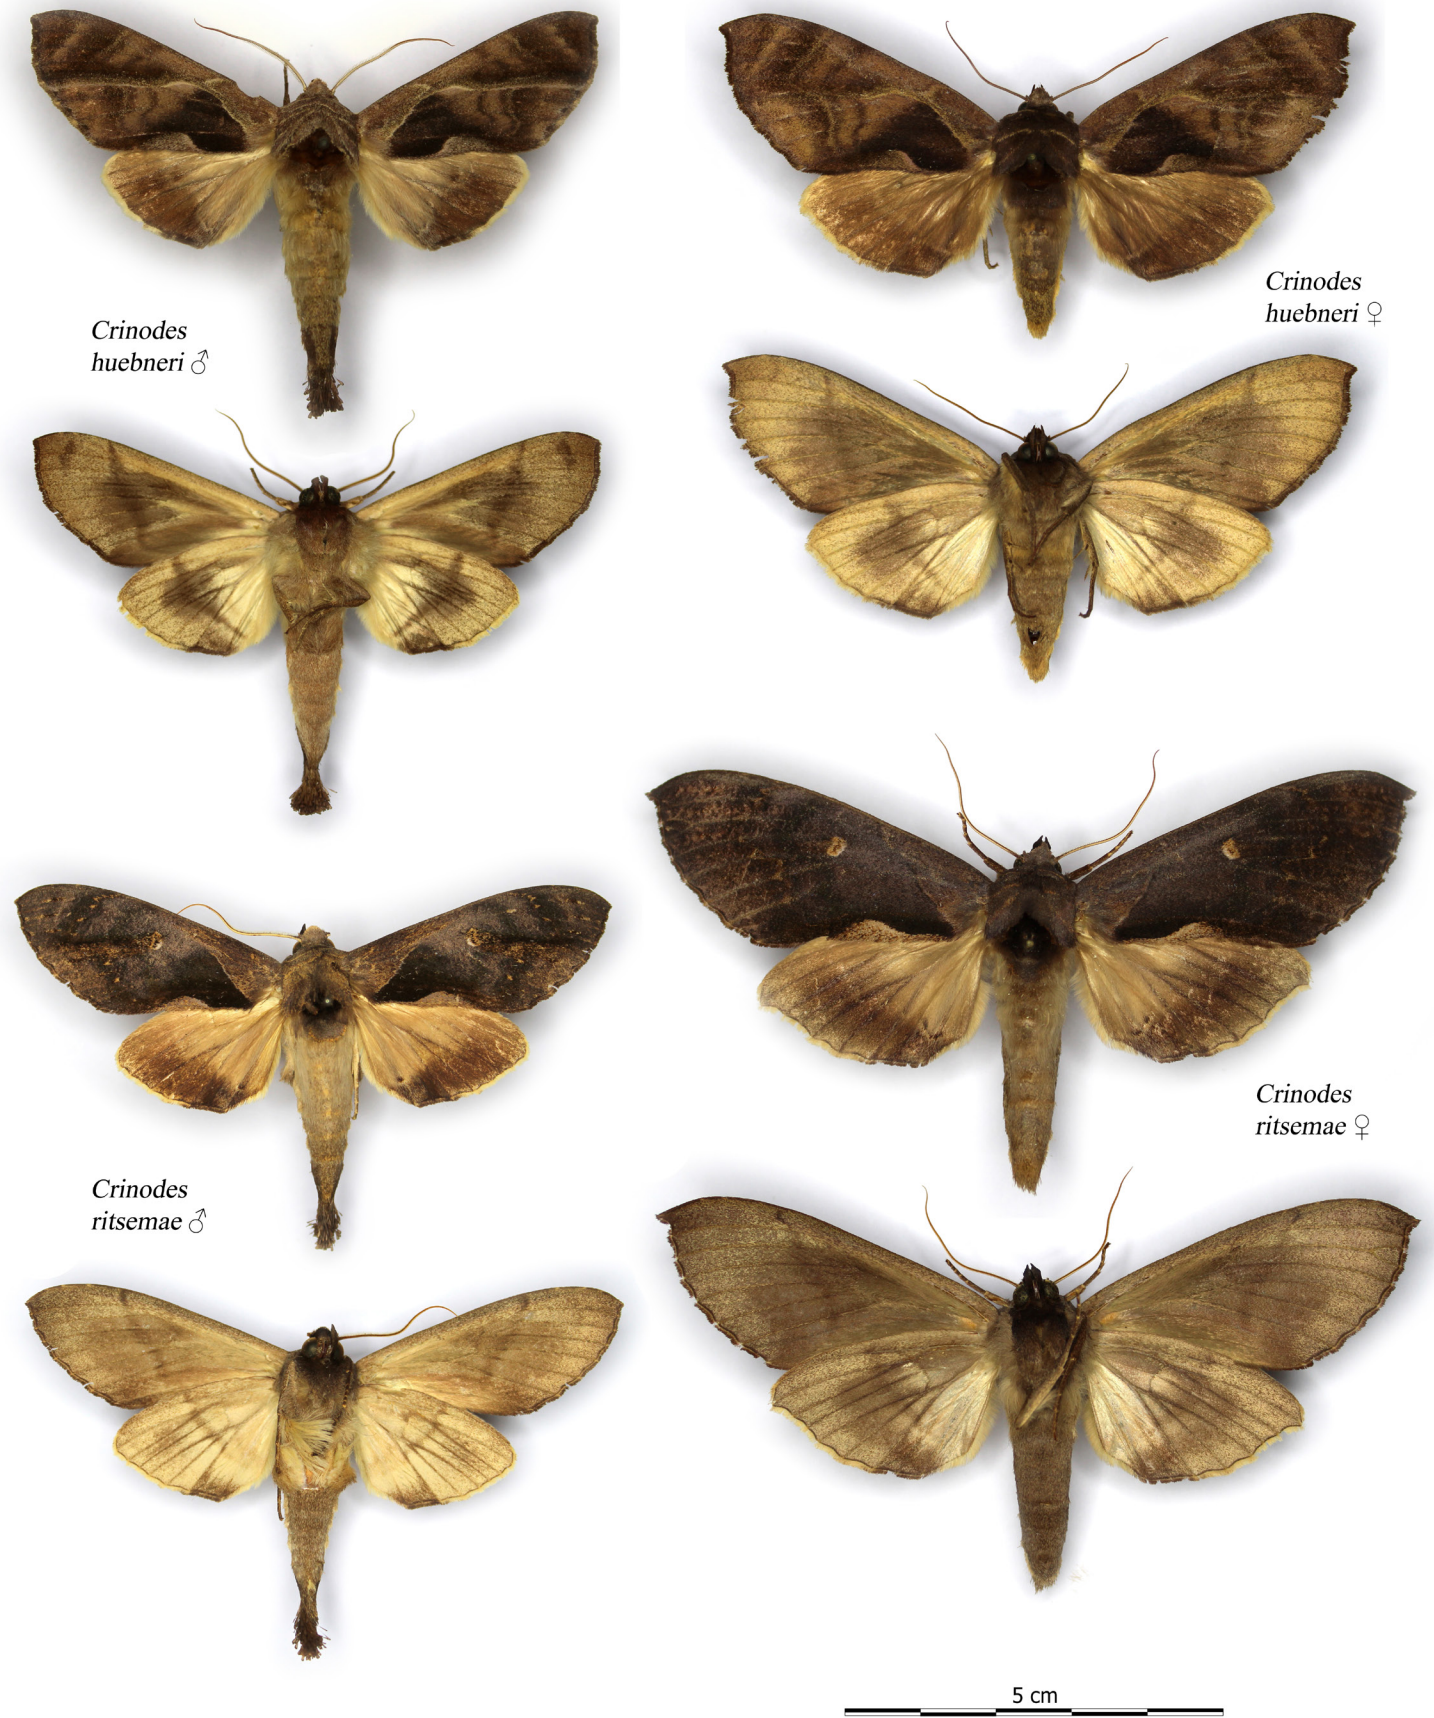 Crinodes
huebneri ♂
Crinodes
huebneri ♀
Crinodes
ritsemae ♂
Crinodes
ritsemae ♀
5 cm